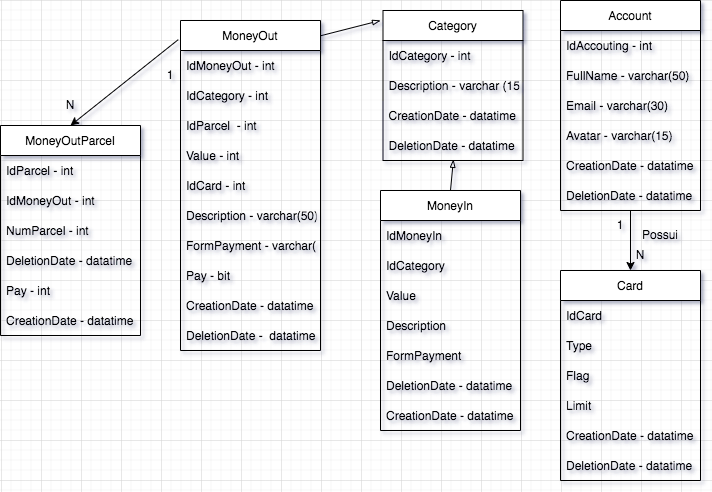 MoneyOut
IdMoneyOut - int
IdCategory - int
IdParcel  - int
Value - int
IdCard - int
Description - varchar(50)
FormPayment - varchar(
Pay - bit
CreationDate - datatime
DeletionDate -  datatime
1
N
MoneyOutParcel
IdParcel - int
IdMoneyOut - int
NumParcel - int
DeletionDate - datatime
Pay - int
CreationDate - datatime
Category
IdCategory - int
Description - varchar (15
CreationDate - datatime
DeletionDate - datatime
MoneyIn
IdMoneyIn
IdCategory
Value
Description
FormPayment
DeletionDate - datatime
CreationDate - datatime
Account
IdAccouting - int
FullName - varchar(50)
Email - varchar(30)
Avatar - varchar(15)
CreationDate - datatime
DeletionDate - datatime
1
Possui
N
Card
IdCard
Type
Flag
Limit
CreationDate - datatime
DeletionDate - datatime